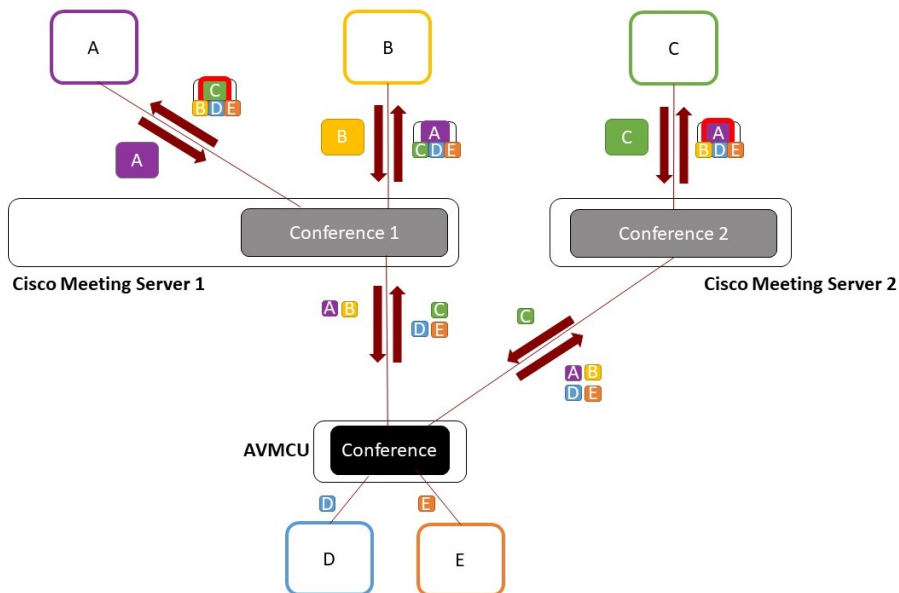 A
B
C
C
B D E
A
B
A
C D E
C
A
B D E
Conference 1
Conference 2
Cisco Meeting Server 1
Cisco Meeting Server 2
A B
C
D E
C
A B
D E
AVMCU
Conference
D
E
D
E